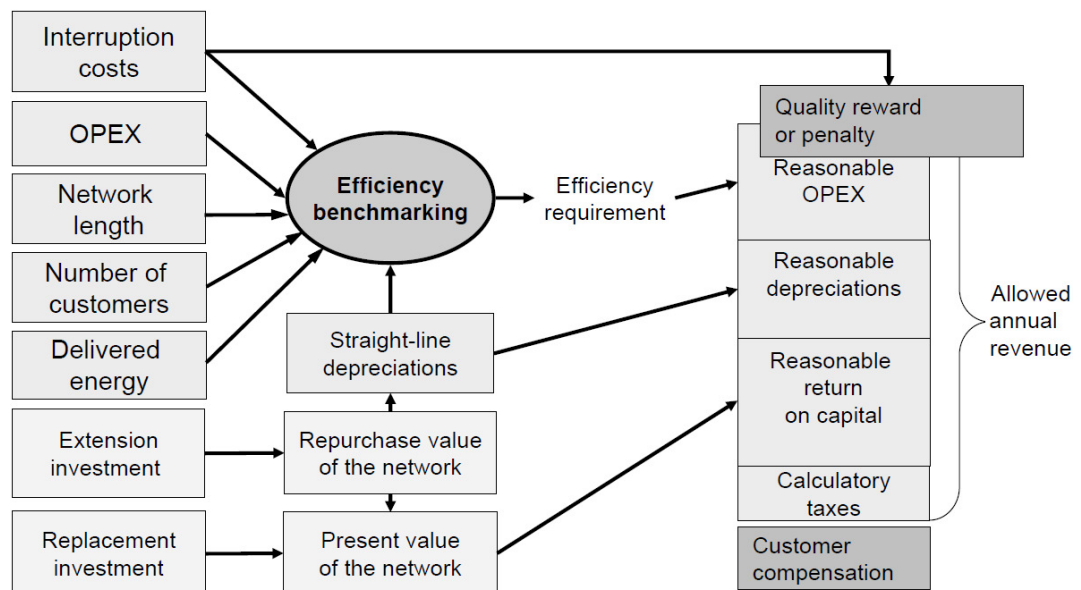 Interruption
costs
OPEX
Network
length
Number of
customers
Delivered
energy
Extension
investment
Replacement
investment
Efficiency
benchmarking
Straight-line
depreciations
Repurchase value
of the network
Present value
of the network
Efficiency
requirement
Quality reward
or penalty
Reasonable
OPEX
Reasonable
depreciations
Reasonable
return
on capital
Calculatory
taxes
Customer
compensation
Allowed
annual
revenue